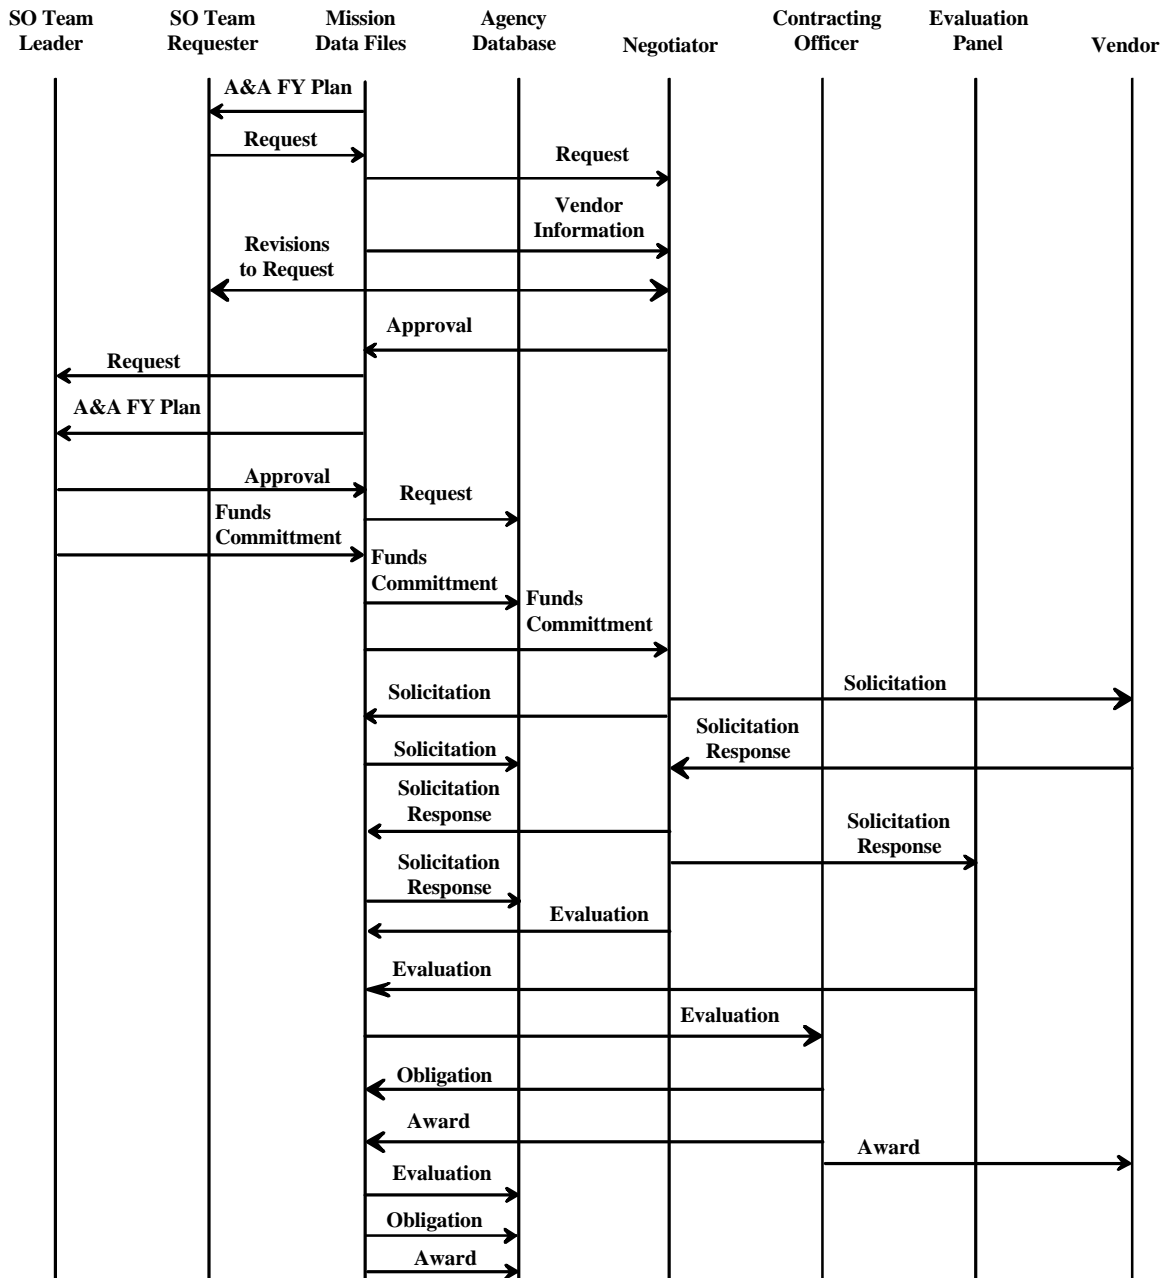 SO Team
Leader
SO Team
Requester
Mission
Data Files
Agency
Database
Negotiator
Contracting
Officer
Evaluation
Panel
Vendor
A&A FY Plan
Request
Request
Vendor
Information
Revisions
to Request
Approval
Request
A&A FY Plan
Approval
Request
Funds
Committment
Funds
Committment
Funds
Committment
Solicitation
Solicitation
Solicitation
Response
Solicitation
Solicitation
Response
Solicitation
Response
Solicitation
Response
Evaluation
Evaluation
Evaluation
Obligation
Award
Award
Evaluation
Obligation
Award